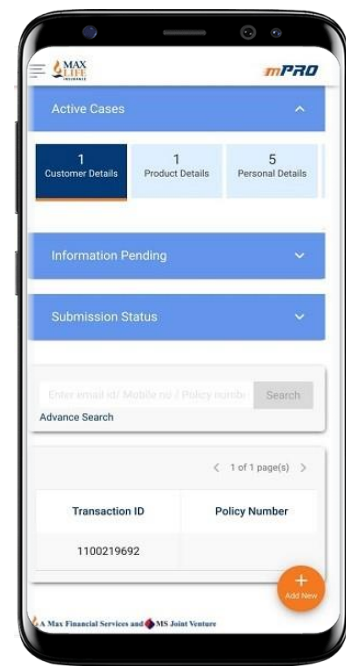 MAX
LIFE
INSURANCE
mPRO
Active Cases
1
Customer Details
1
Product Details
5
Personal Details
Information Pending
Submission Status
Enter email id/ Mobile no / Policy numbe
Search
Advance Search
< 1 of 1 page(s) >
Transaction ID Policy Number
1100219692
+
Add New
A Max Financial Services and MS Joint Venture